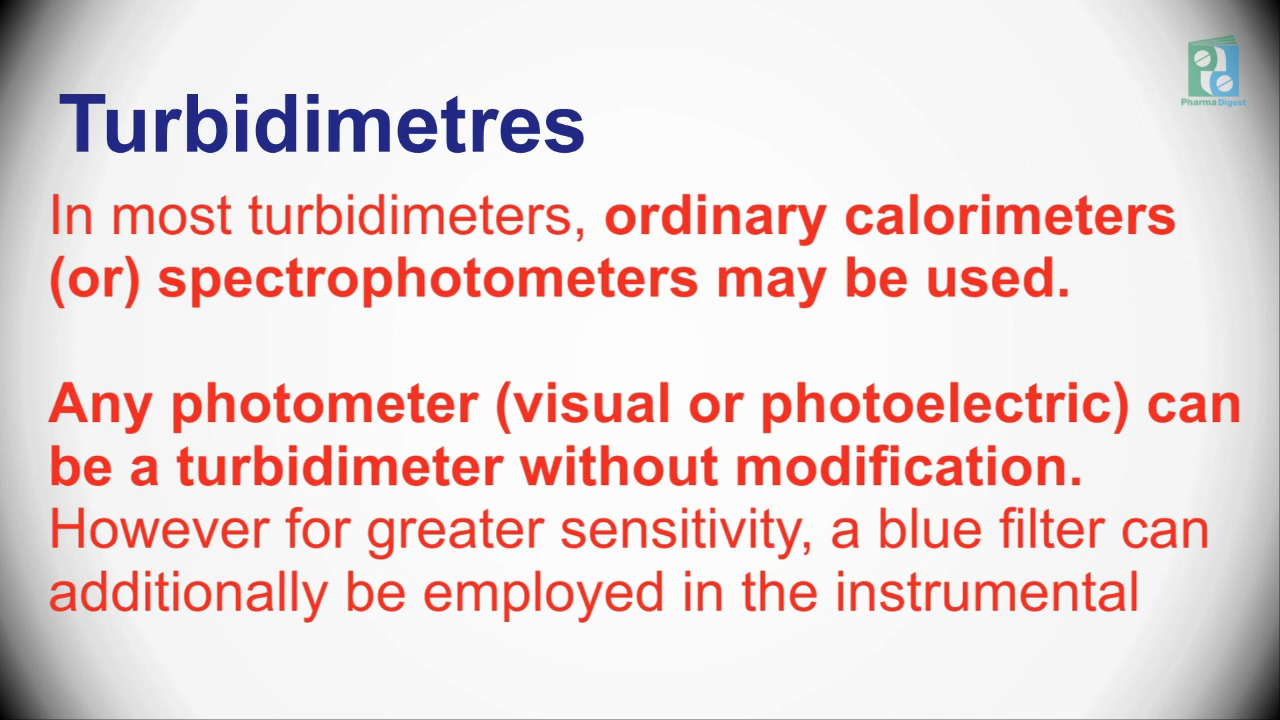 Pharma Digest
Turbidimetres
In most turbidimeters, ordinary calorimeters
(or) spectrophotometers may be used.
Any photometer (visual or photoelectric) can
be a turbidimeter without modification.
However for greater sensitivity, a blue filter can
additionally be employed in the instrumental